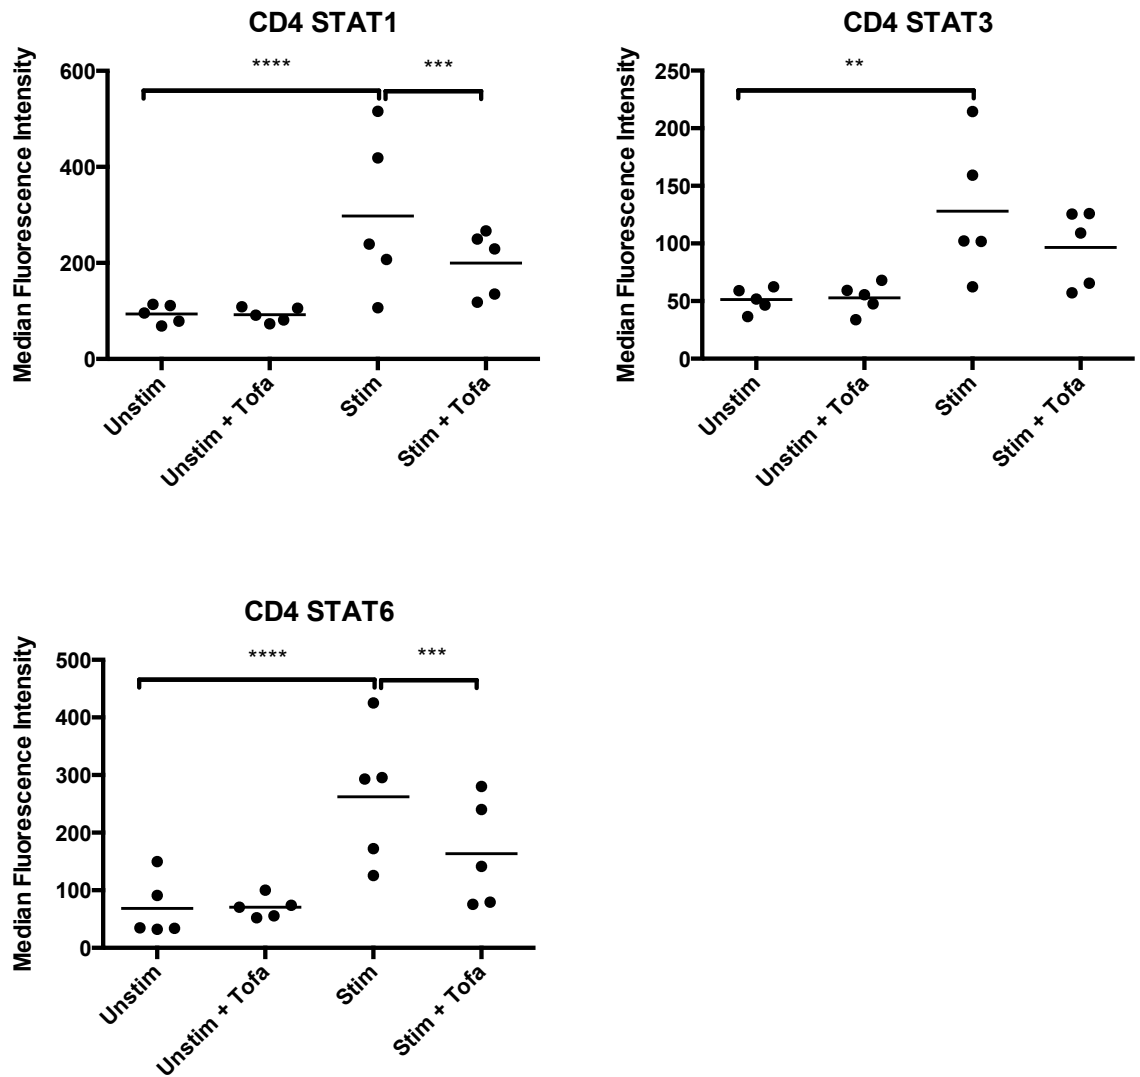 CD4 STAT1
Median Fluorescence Intensity
600
400
200
0
****
***
Unstim
Unstim + Tofa
Stim
Stim + Tofa
CD4 STAT3
Median Fluorescence Intensity
250
200
150
100
50
0
**
Unstim
Unstim + Tofa
Stim
Stim + Tofa
CD4 STAT6
Median Fluorescence Intensity
500
400
300
200
100
0
****
***
Unstim
Unstim + Tofa
Stim
Stim + Tofa